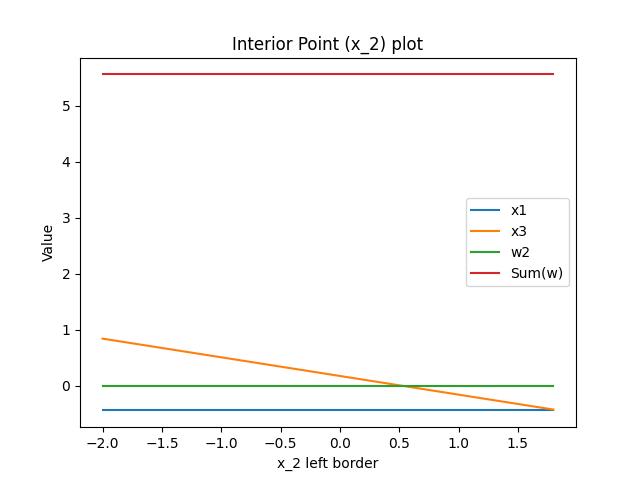 Interior Point (x_2) plot
Value
5
4
3
2
1
0
x1
x3
w2
Sum(w)
−2.0 −1.5 −1.0 −0.5 0.0 0.5 1.0 1.5
x_2 left border